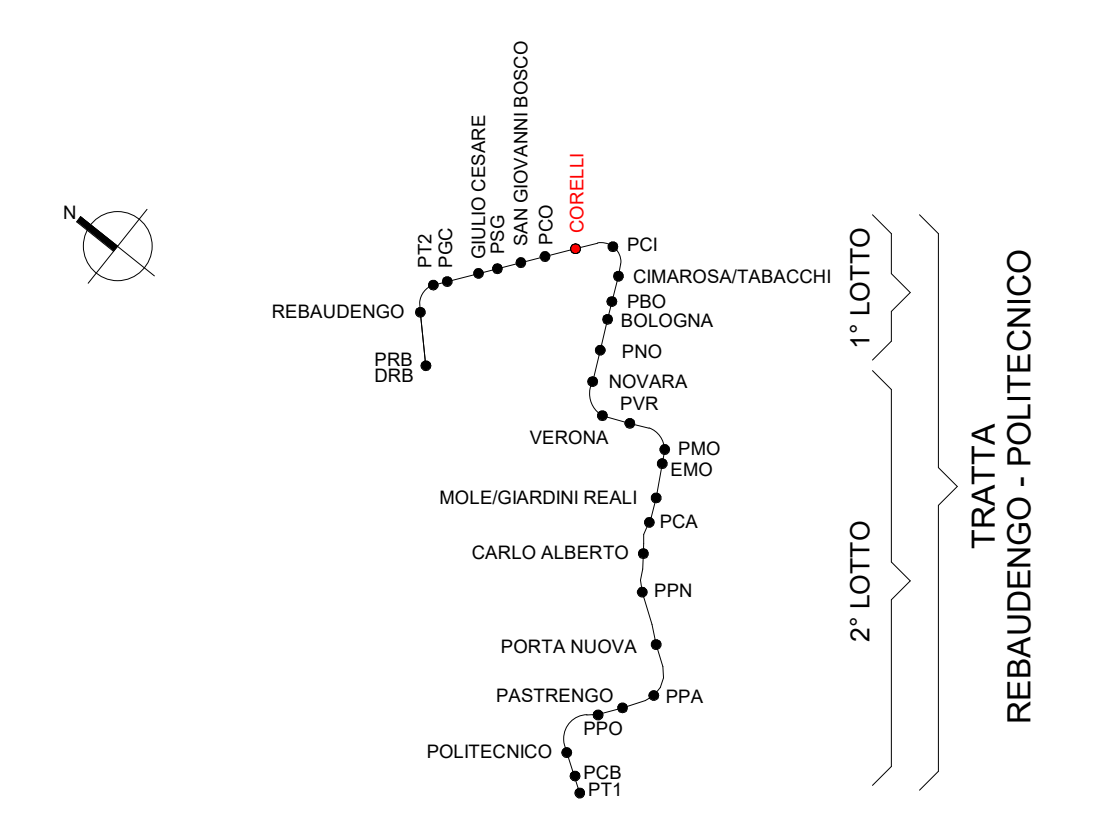 N
PT2
PGC
GIULIO CESARE
PSG
SAN GIOVANNI BOSCO
PCO
CORELLI
PCI
CIMAROSA/TABACCHI
REBAUDENGO
PBO
BOLOGNA
PRB
DRB
PNO
NOVARA
PVR
VERONA
PMO
EMO
MOLE/GIARDINI REALI
PCA
CARLO ALBERTO
PPN
PORTA NUOVA
PASTRENGO
PPA
PPO
POLITECNICO
PCB
PT1
1° LOTTO
2° LOTTO
TRATTA
REBAUDENGO - POLITECNICO